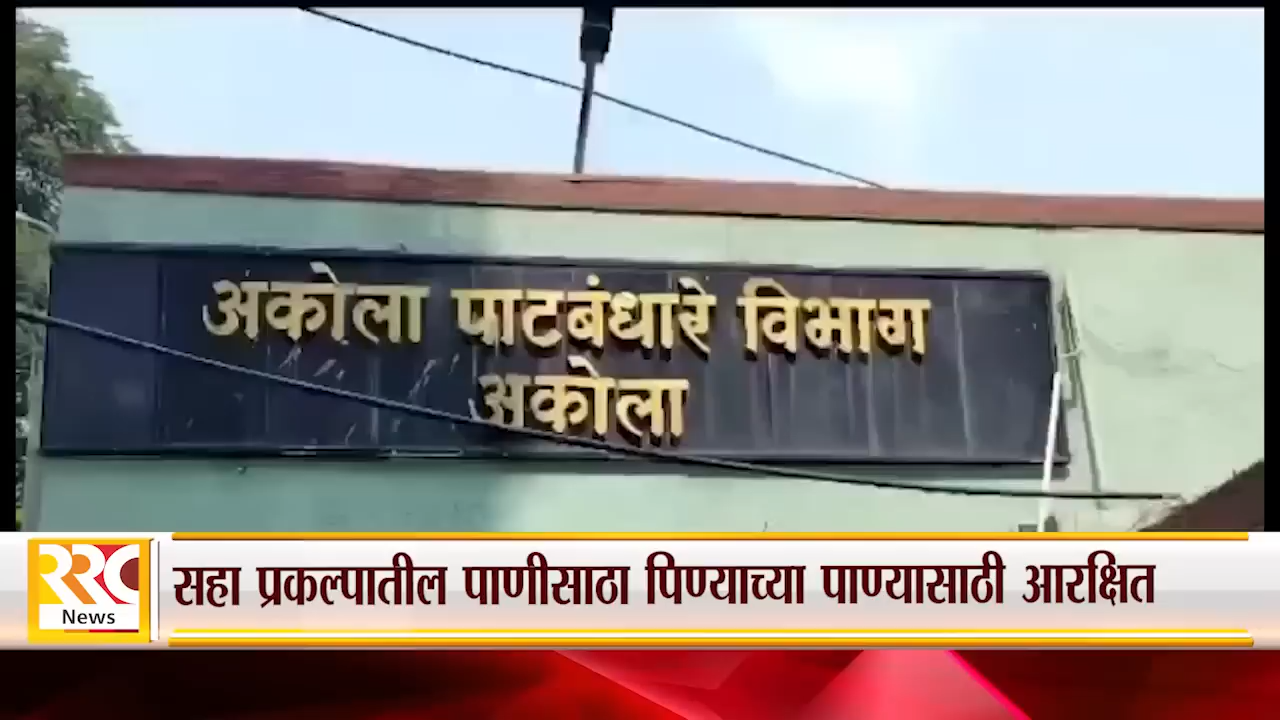 अकोला पाटबंधारे विभाग
अकोला
RRC
News
सहा प्रकल्पातील पाणीसाठा पिण्याच्या पाण्यासाठी आरक्षित